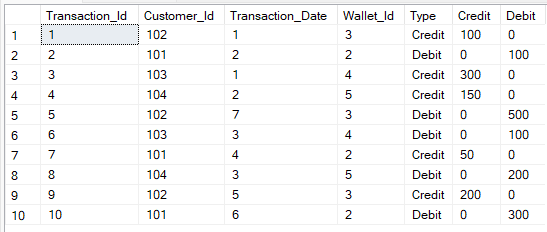 Transaction_Id Customer_Id Transaction_Date Wallet_Id Type Credit Debit
1 1 102 1 3 Credit 100 0
2 2 101 2 2 Debit 0 100
3 3 103 1 4 Credit 300 0
4 4 104 2 5 Credit 150 0
5 5 102 7 3 Debit 0 500
6 6 103 3 4 Debit 0 100
7 7 101 4 2 Credit 50 0
8 8 104 3 5 Debit 0 200
9 9 102 5 3 Credit 200 0
10 10 101 6 2 Debit 0 300